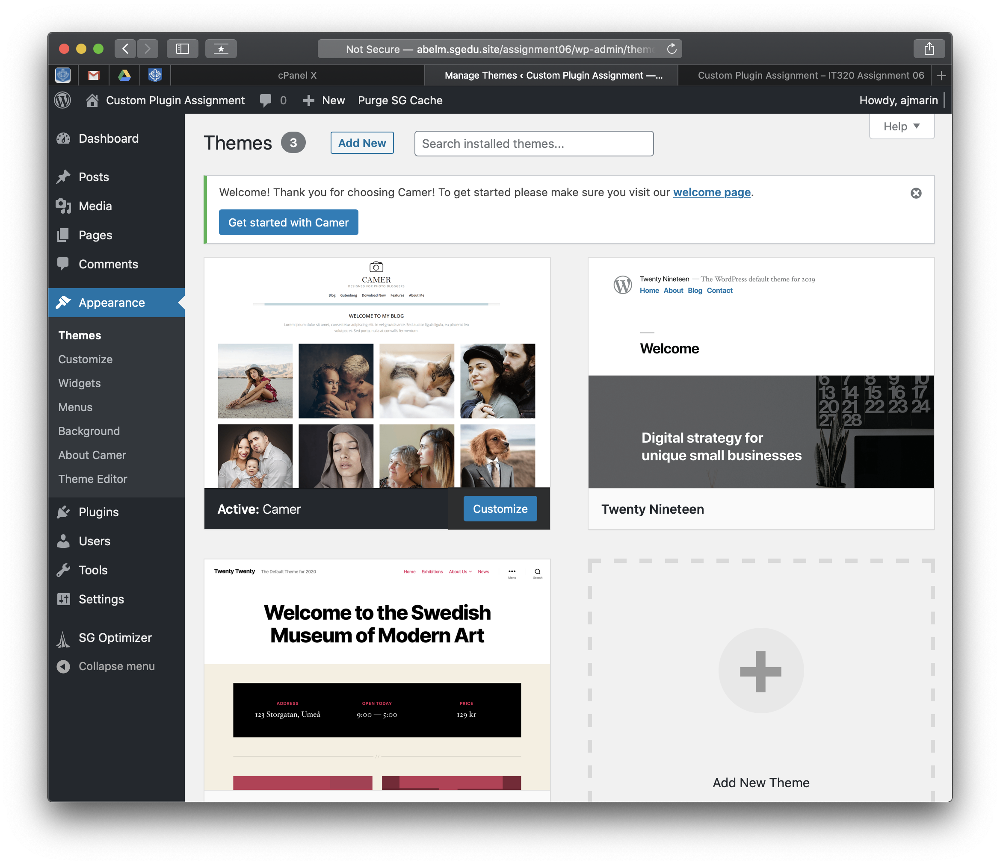 Not Secure — abelm.sgedu.site/assignment06/wp-admin/theme
cPanel X
Manage Themes ‹ Custom Plugin Assignment —...
Custom Plugin Assignment – IT320 Assignment 06
Custom Plugin Assignment
0
New
Purge SG Cache
Howdy, ajmarin
Dashboard
Posts
Media
Pages
Comments
Appearance
Themes
Customize
Widgets
Menus
Background
About Camer
Theme Editor
Plugins
Users
Tools
Settings
SG Optimizer
Collapse menu
Themes 3
Add New
Search installed themes...
Help
Welcome! Thank you for choosing Camer! To get started please make sure you visit our welcome page.
Get started with Camer
CAMER
DESIGNED FOR PHOTO BLOGGERS
Blog Gutenberg Download Now Features About Me
WELCOME TO MY BLOG
Lorem ipsum dolor sit amet, consectetur adipiscing elit. In vel gravida ante. Sed auctor ligula ligula, eu placerat leo
volutpat et. Sed porta, nulla at convallis fermentum.
Active: Camer
Customize
Twenty Nineteen — The WordPress default theme for 2019
Home About Blog Contact
Welcome
6 7 8 9 10
13 14 15 16 17
20 21 22 23 24
27 28
Digital strategy for
unique small businesses
Twenty Nineteen
Twenty Twenty The Default Theme for 2020
Home Exhibitions About Us News
Menu
Search
Welcome to the Swedish
Museum of Modern Art
ADDRESS
123 Storgatan, Umeå
OPEN TODAY
9:00 — 5:00
PRICE
129 kr
//
Add New Theme